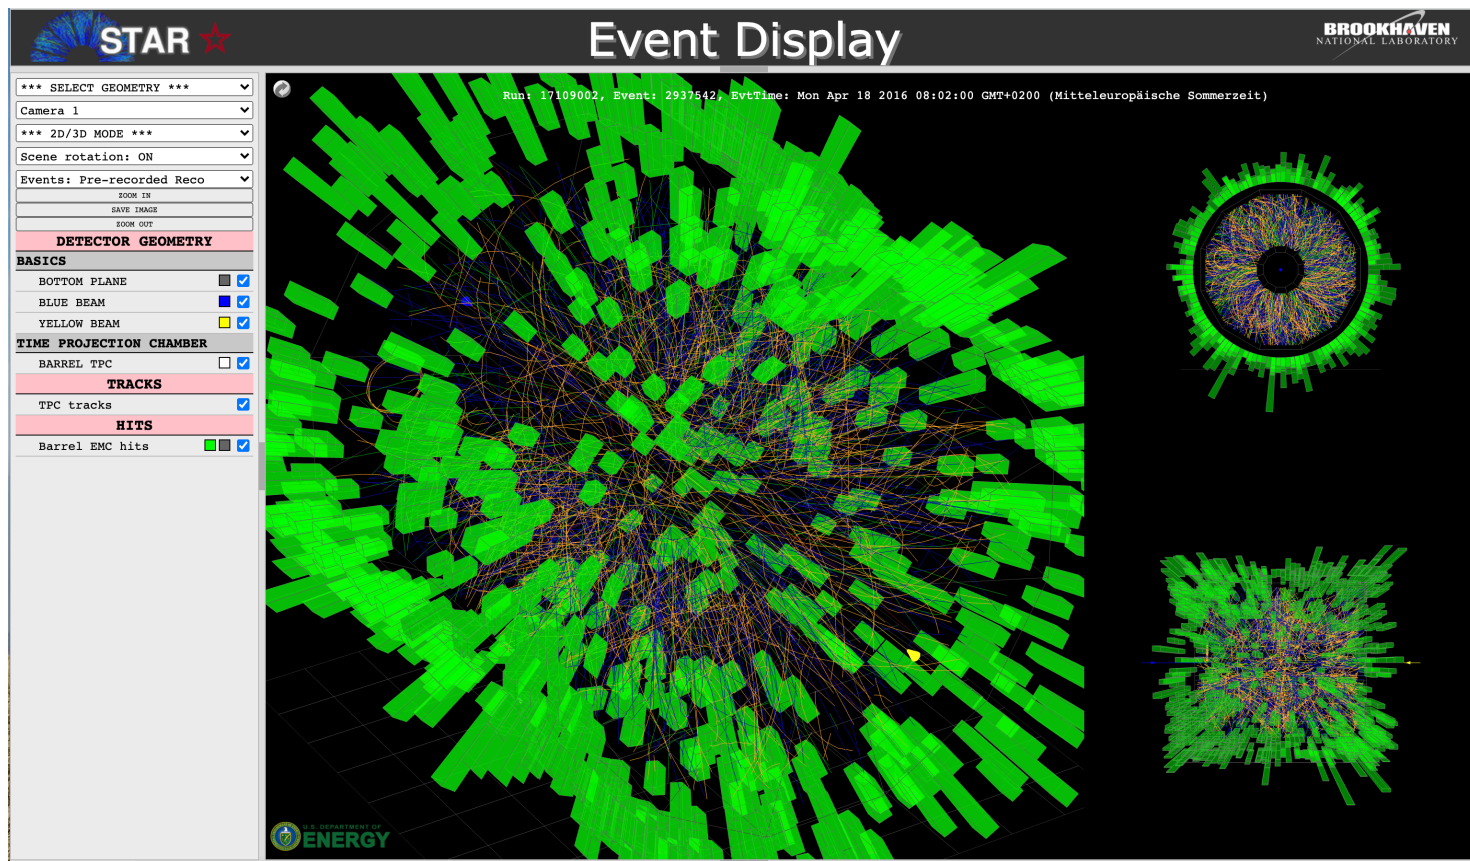 STAR
Event Display
BROOKHAVEN
NATIONAL LABORATORY
*** SELECT GEOMETRY ***
Camera 1
*** 2D/3D MODE ***
Scene rotation: ON
Events: Pre-recorded Reco
ZOOM IN
SAVE IMAGE
ZOOM OUT
DETECTOR GEOMETRY
BASICS
BOTTOM PLANE
BLUE BEAM
YELLOW BEAM
TIME PROJECTION CHAMBER
BARREL TPC
TRACKS
TPC tracks
HITS
Barrel EMC hits
Run: 17109002, Event: 2937542, EvtTime: Mon Apr 18 2016 08:02:00 GMT+0200 (Mitteleuropäische Sommerzeit)
U.S. DEPARTMENT OF
ENERGY